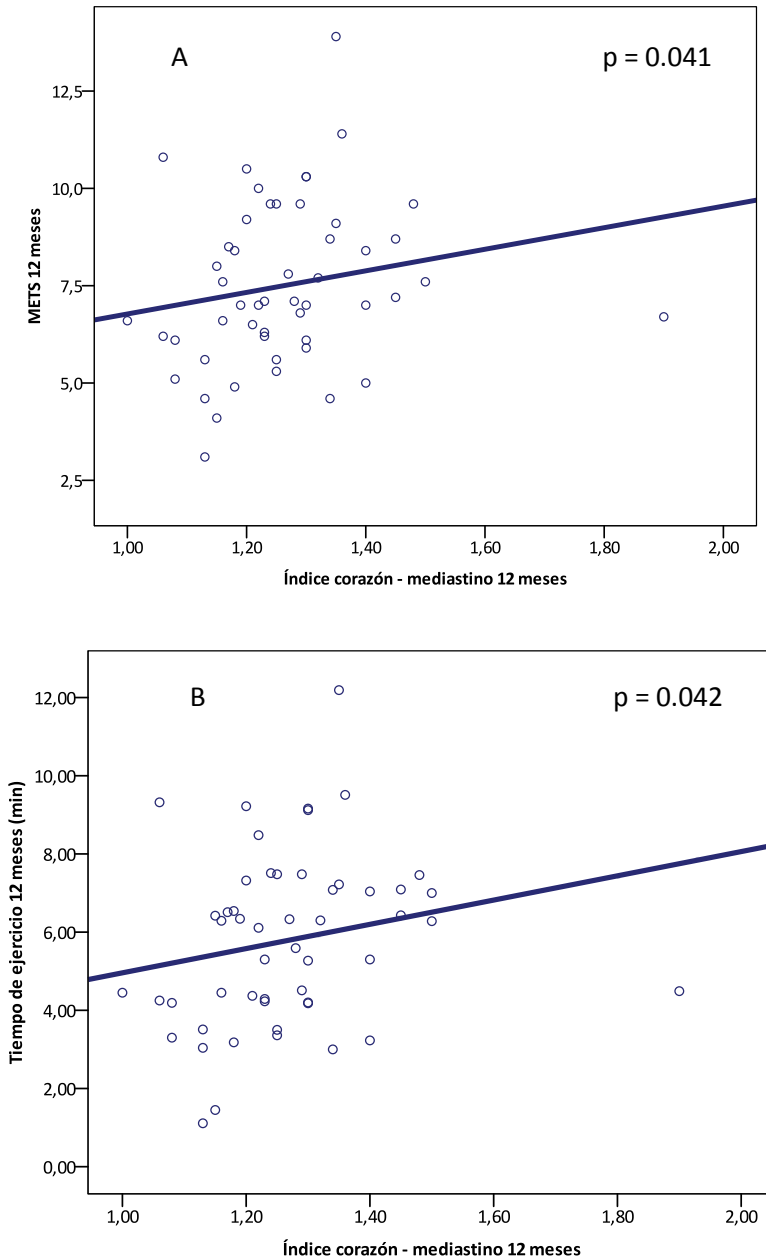 A
p = 0.041
METS 12 meses
12,5
10,0
7,5
5,0
2,5
1,00 1,20 1,40 1,60 1,80 2,00
Índice corazón - mediastino 12 meses
B
p = 0.042
Tiempo de ejercicio 12 meses (min)
12,00
10,00
8,00
6,00
4,00
2,00
0,00
1,00 1,20 1,40 1,60 1,80 2,00
Índice corazón - mediastino 12 meses